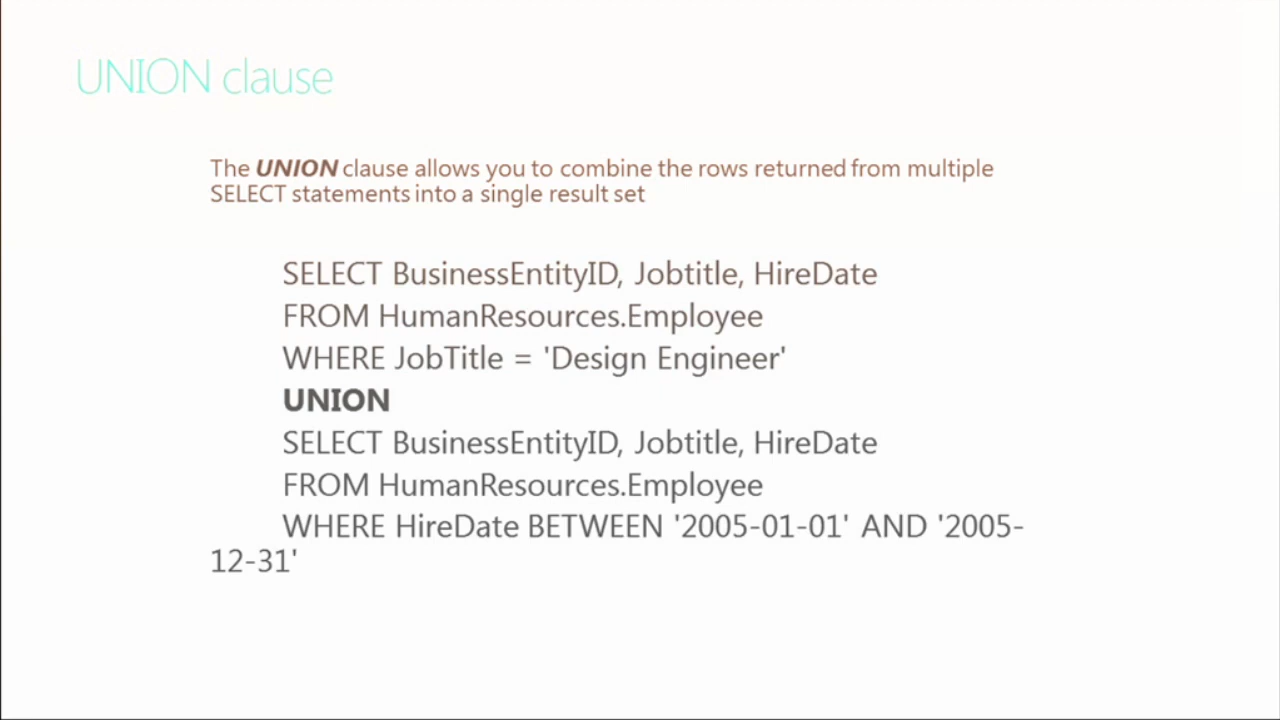 UNION clause
The UNION clause allows you to combine the rows returned from multiple
SELECT statements into a single result set
SELECT BusinessEntityID, Jobtitle, HireDate
FROM HumanResources.Employee
WHERE JobTitle = 'Design Engineer'
UNION
SELECT BusinessEntityID, Jobtitle, HireDate
FROM HumanResources.Employee
WHERE HireDate BETWEEN '2005-01-01' AND '2005-
12-31'